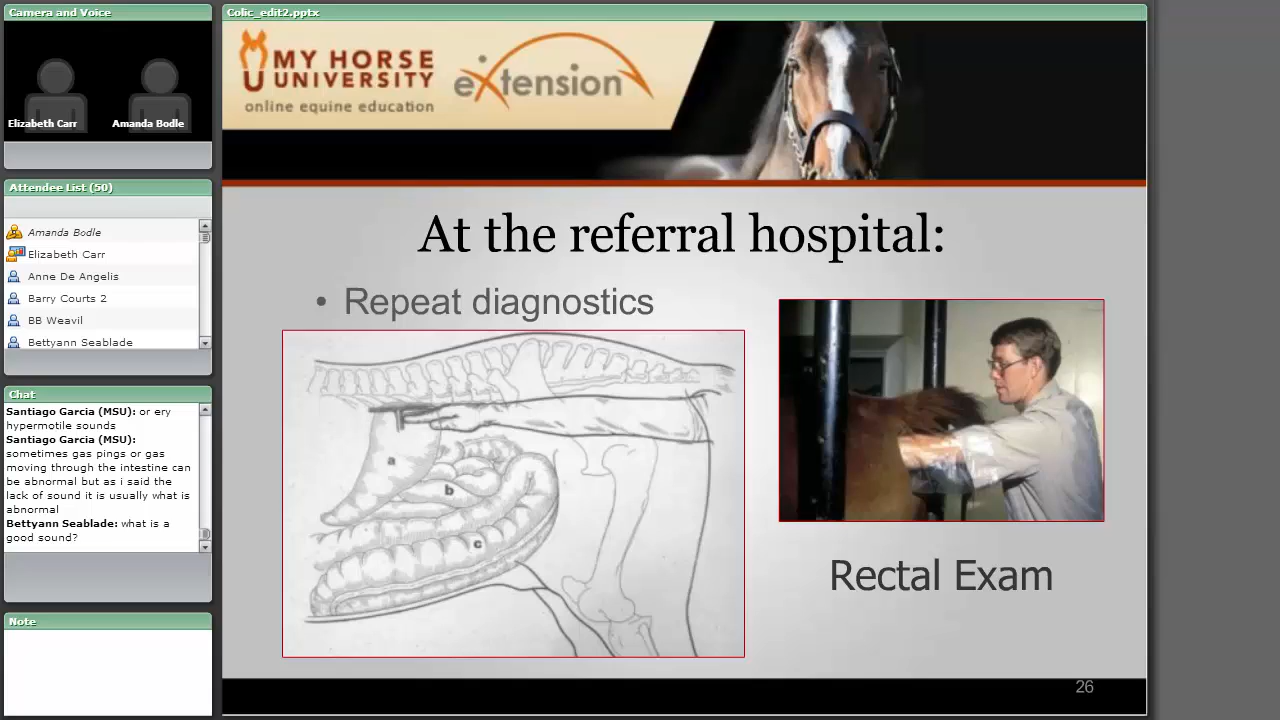 Camera and Voice
Elizabeth Carr
Amanda Bodle
Attendee List (50)
Amanda Bodle
Elizabeth Carr
Anne De Angelis
Barry Courts 2
BB Weavil
Bettyann Seablade
Chat
Santiago Garcia (MSU): or ery
hypermotile sounds
Santiago Garcia (MSU):
sometimes gas pings or gas
moving through the intestine can
be abnormal but as i said the
lack of sound it is usually what is
abnormal
Bettyann Seablade: what is a
good sound?
Note
Colic_edit2.pptx
MY HORSE
UNIVERSITY
online equine education
eXtension
At the referral hospital:
• Repeat diagnostics
a
b
c
Rectal Exam
26